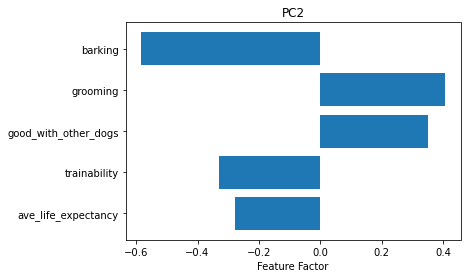 PC2
barking
grooming
good_with_other_dogs
trainability
ave_life_expectancy
−0.6 −0.4 −0.2 0.0 0.2 0.4
Feature Factor